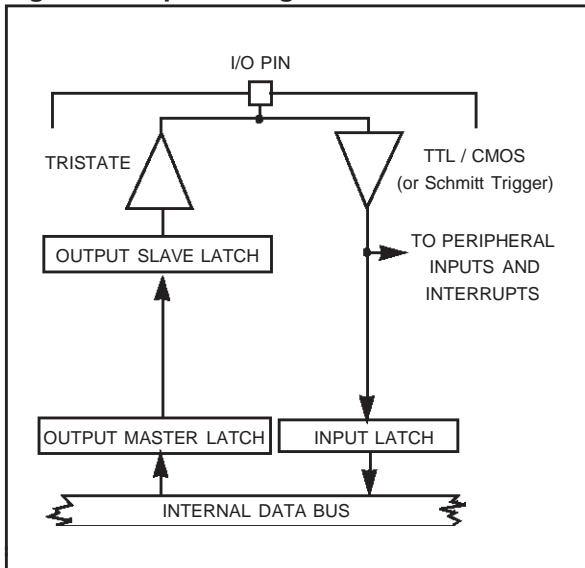 I/O PIN
TRISTATE
TTL / CMOS
(or Schmitt Trigger)
TO PERIPHERAL
INPUTS AND
INTERRUPTS
OUTPUT SLAVE LATCH
OUTPUT MASTER LATCH
INPUT LATCH
INTERNAL DATA BUS